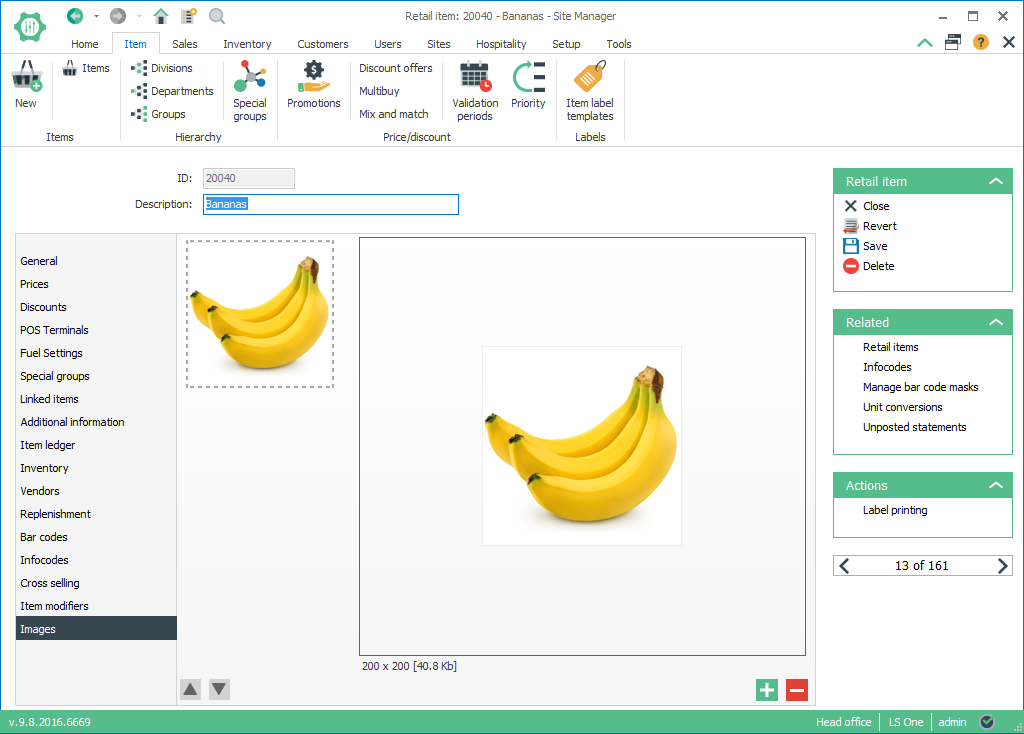 Retail item: 20040 - Bananas - Site Manager
Home Item Sales Inventory Customers Users Sites Hospitality Setup Tools
?
New
Items
Items
Divisions
Departments
Groups
Special
groups
Hierarchy
$
Promotions
Discount offers
Multibuy
Mix and match
Validation
periods
Priority
Price/discount
Item label
templates
Labels
ID: 20040
Description: Bananas
General
Prices
Discounts
POS Terminals
Fuel Settings
Special groups
Linked items
Additional information
Item ledger
Inventory
Vendors
Replenishment
Bar codes
Infocodes
Cross selling
Item modifiers
Images
200 x 200 [40.8 Kb]
Retail item
Close
Revert
Save
Delete
Related
Retail items
Infocodes
Manage bar code masks
Unit conversions
Unposted statements
Actions
Label printing
13 of 161
v.9.8.2016.6669
Head office LS One admin